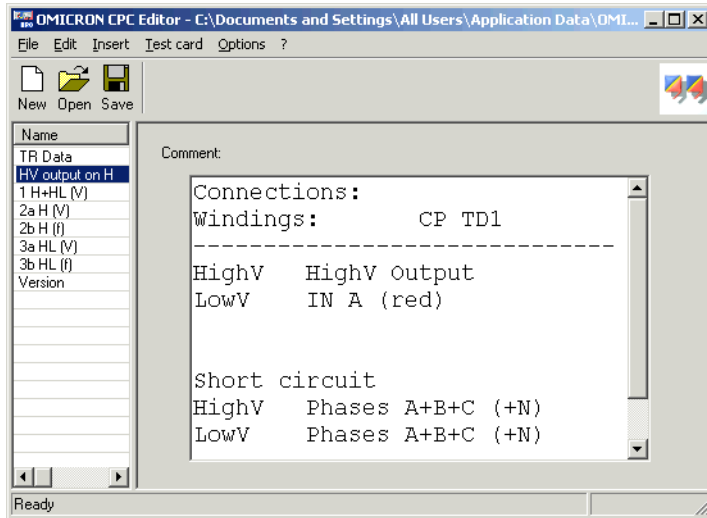 OMICRON CPC Editor - C:\Documents and Settings\All Users\Application Data\OMI...
File Edit Insert Test card Options ?
New Open Save
Name
TR Data
HV output on H
1 H+HL (V)
2a H (V)
2b H (f)
3a HL (V)
3b HL (f)
Version
Comment:
Connections:
Windings: CP TD1
------------------------------
HighV HighV Output
LowV IN A (red)
Short circuit
HighV Phases A+B+C (+N)
LowV Phases A+B+C (+N)
Ready